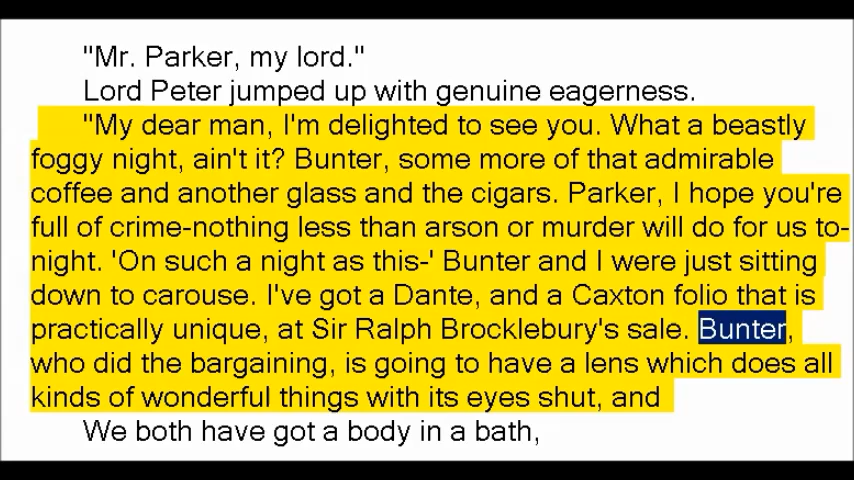 "Mr. Parker, my lord."
Lord Peter jumped up with genuine eagerness.
"My dear man, I'm delighted to see you. What a beastly
foggy night, ain't it? Bunter, some more of that admirable
coffee and another glass and the cigars. Parker, I hope you're
full of crime-nothing less than arson or murder will do for us to-
night. 'On such a night as this-' Bunter and I were just sitting
down to carouse. I've got a Dante, and a Caxton folio that is
practically unique, at Sir Ralph Brocklebury's sale. Bunter,
who did the bargaining, is going to have a lens which does all
kinds of wonderful things with its eyes shut, and
We both have got a body in a bath,